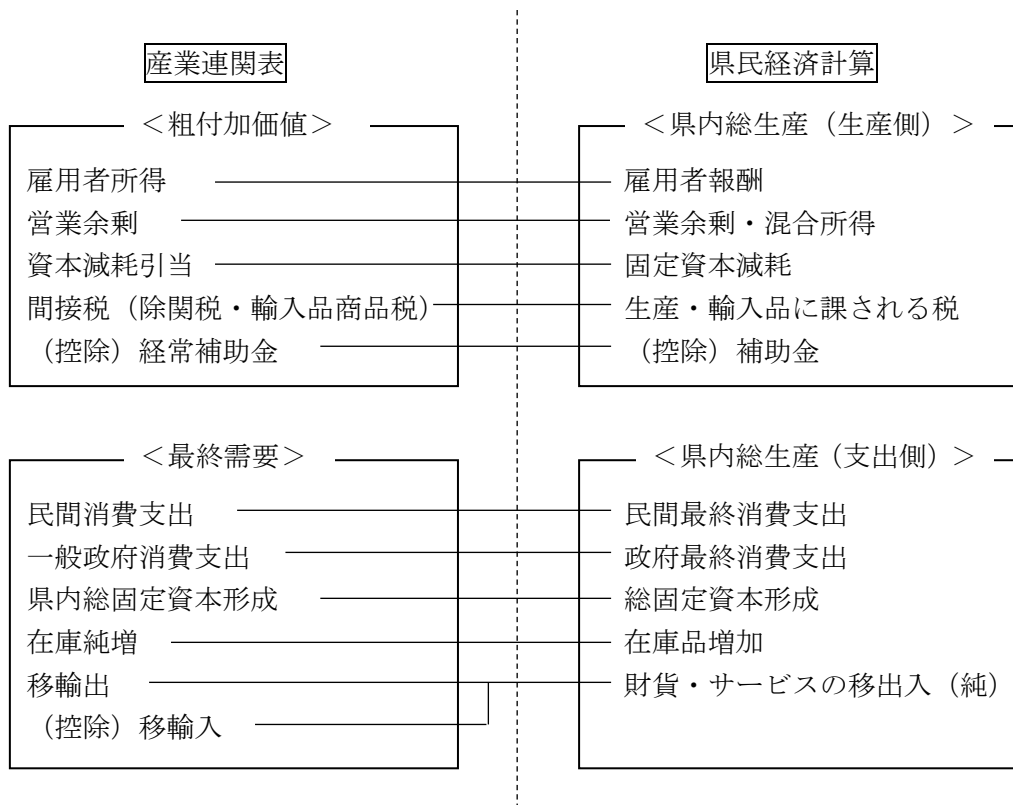 産業連関表
県民経済計算
＜粗付加価値＞
＜県内総生産（生産側）＞
雇用者所得
雇用者報酬
営業余剰
営業余剰・混合所得
資本減耗引当
固定資本減耗
間接税（除関税・輸入品商品税）
生産・輸入品に課される税
（控除）経常補助金
（控除）補助金
＜最終需要＞
＜県内総生産（支出側）＞
民間消費支出
民間最終消費支出
一般政府消費支出
政府最終消費支出
県内総固定資本形成
総固定資本形成
在庫純増
在庫品増加
移輸出
財貨・サービスの移出入（純）
（控除）移輸入